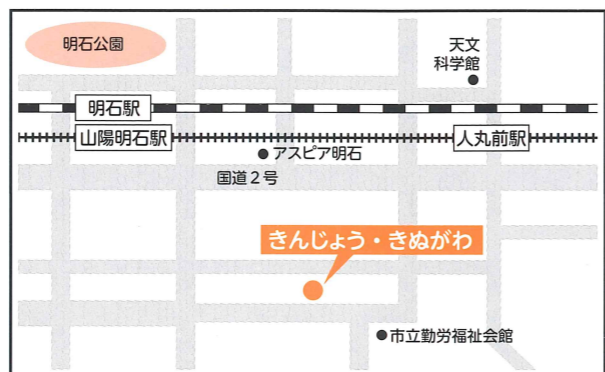 明石公園
天文
科学館
明石駅
山陽明石駅
人丸前駅
アスピア明石
国道2号
きんじょう・きぬがわ
市立勤労福祉会館